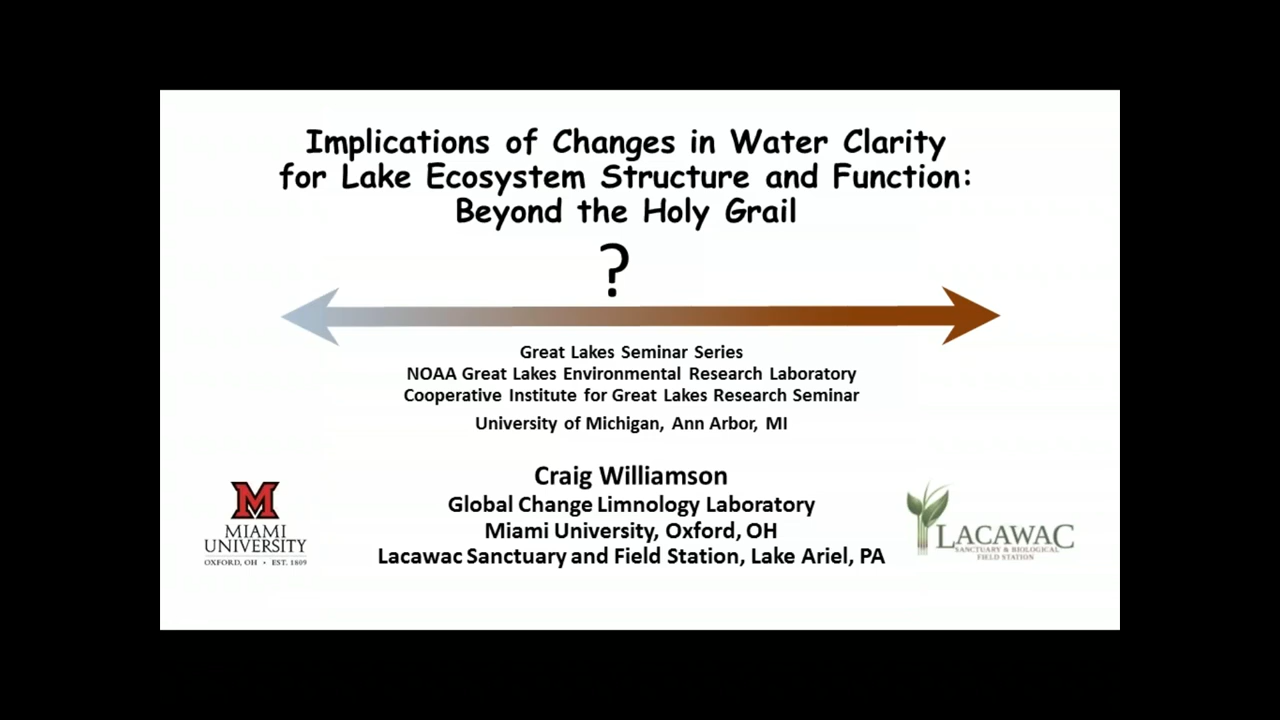 Implications of Changes in Water Clarity
for Lake Ecosystem Structure and Function:
Beyond the Holy Grail
?
Great Lakes Seminar Series
NOAA Great Lakes Environmental Research Laboratory
Cooperative Institute for Great Lakes Research Seminar
University of Michigan, Ann Arbor, MI
Craig Williamson
Global Change Limnology Laboratory
Miami University, Oxford, OH
Lacawac Sanctuary and Field Station, Lake Ariel, PA
M
MIAMI
UNIVERSITY
OXFORD, OH • EST. 1809
LACAWAC
SANCTUARY & BIOLOGICAL
FIELD STATION